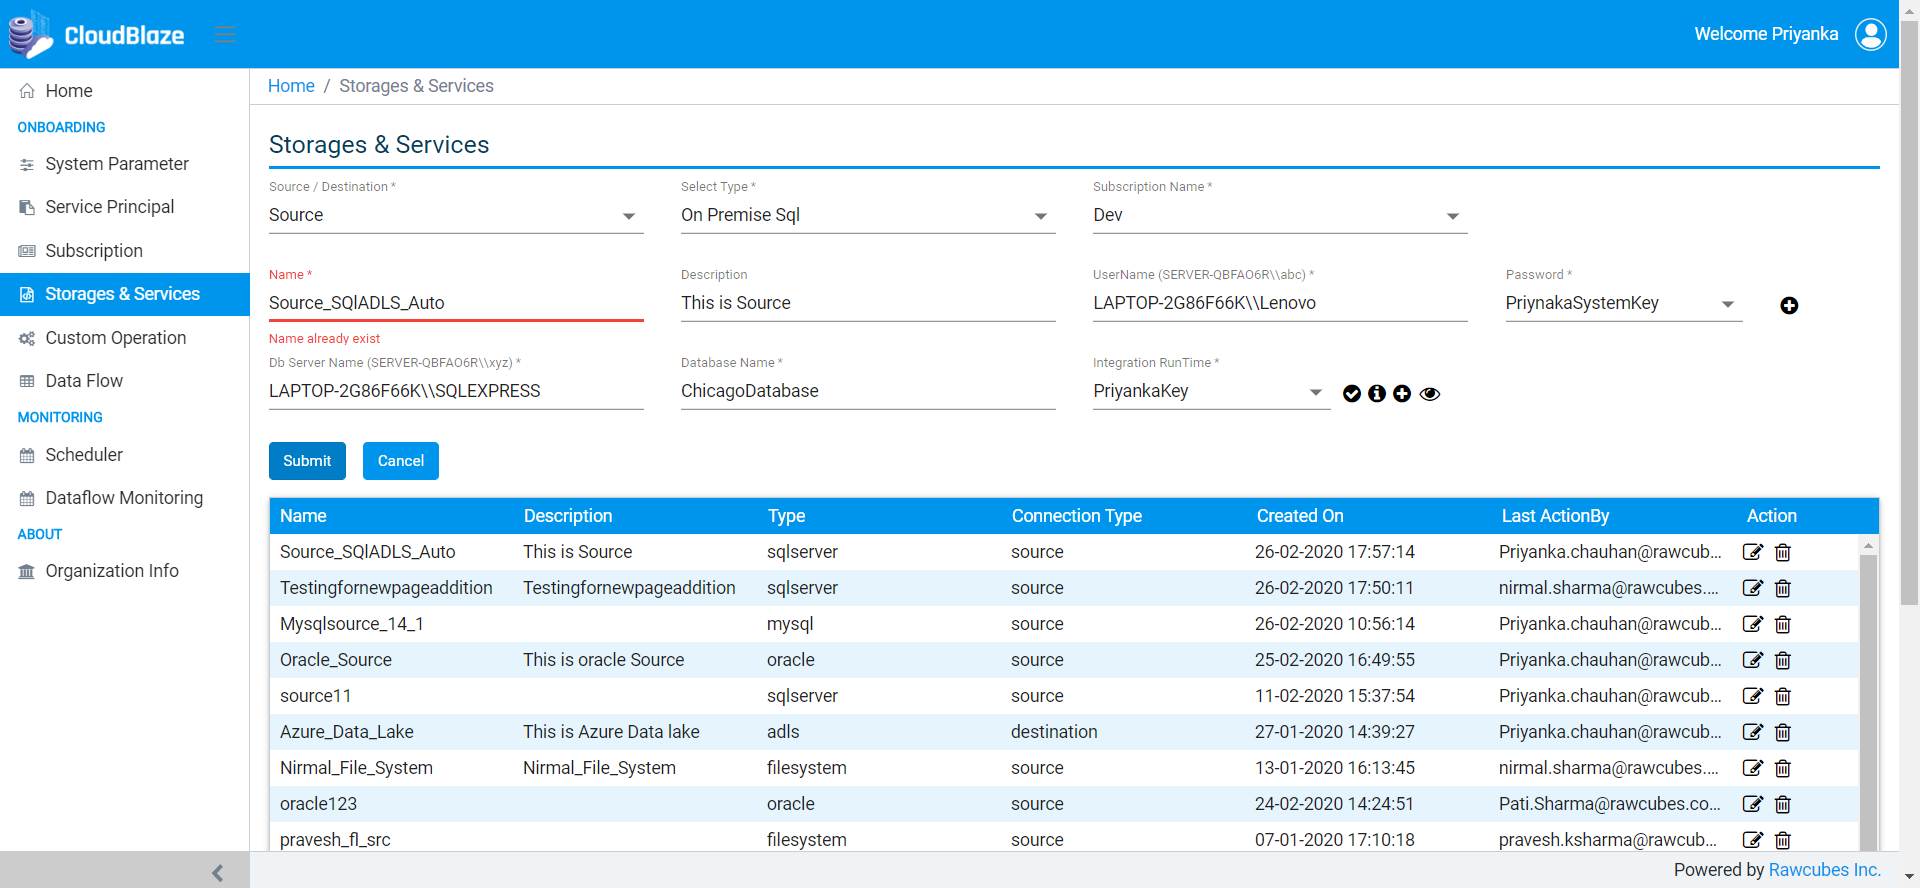 CloudBlaze
Welcome Priyanka
Home
ONBOARDING
System Parameter
Service Principal
Subscription
Storages & Services
Custom Operation
Data Flow
MONITORING
Scheduler
Dataflow Monitoring
ABOUT
Organization Info
Home / Storages & Services
Storages & Services
Source / Destination * Select Type * Subscription Name *
Source On Premise Sql Dev
Name * Description UserName (SERVER-QBFAO6R\\abc) * Password *
Source_SQlADLS_Auto This is Source LAPTOP-2G86F66K\\Lenovo PriynakaSystemKey
Name already exist
Db Server Name (SERVER-QBFAO6R\\xyz) * Database Name * Integration RunTime *
LAPTOP-2G86F66K\\SQLEXPRESS ChicagoDatabase PriyankaKey
Submit Cancel
Name Description Type Connection Type Created On Last ActionBy Action
Source_SQlADLS_Auto This is Source sqlserver source 26-02-2020 17:57:14 Priyanka.chauhan@rawcub...
Testingfornewpageaddition Testingfornewpageaddition sqlserver source 26-02-2020 17:50:11 nirmal.sharma@rawcubes....
Mysqlsource_14_1 mysql source 26-02-2020 10:56:14 Priyanka.chauhan@rawcub...
Oracle_Source This is oracle Source oracle source 25-02-2020 16:49:55 Priyanka.chauhan@rawcub...
source11 sqlserver source 11-02-2020 15:37:54 Priyanka.chauhan@rawcub...
Azure_Data_Lake This is Azure Data lake adls destination 27-01-2020 14:39:27 Priyanka.chauhan@rawcub...
Nirmal_File_System Nirmal_File_System filesystem source 13-01-2020 16:13:45 nirmal.sharma@rawcubes....
oracle123 oracle source 24-02-2020 14:24:51 Pati.Sharma@rawcubes.co...
pravesh_fl_src filesystem source 07-01-2020 17:10:18 pravesh.ksharma@rawcub...
Powered by Rawcubes Inc.